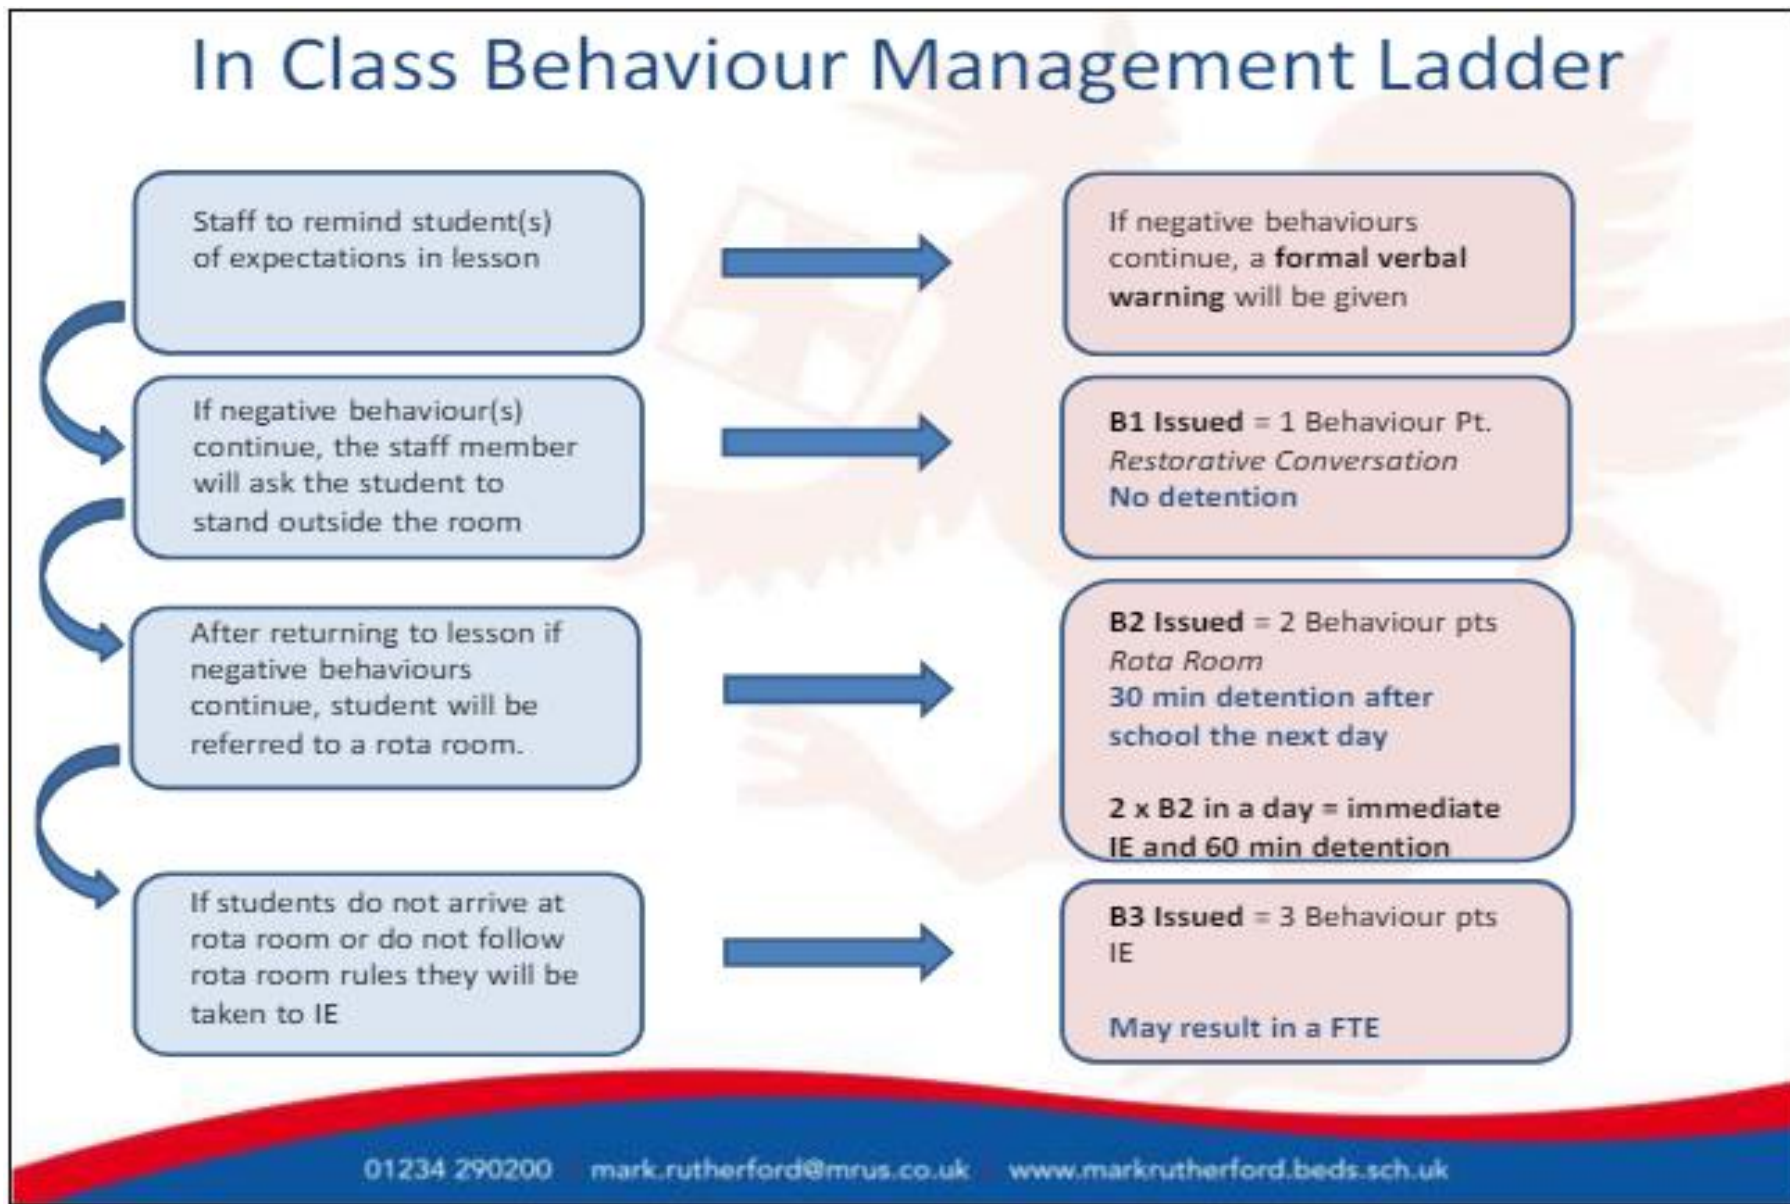 In Class Behaviour Management Ladder
Staff to remind student(s)
of expectations in lesson
If negative behaviours
continue, a formal verbal
warning will be given
If negative behaviour(s)
continue, the staff member
will ask the student to
stand outside the room
B1 Issued = 1 Behaviour Pt.
Restorative Conversation
No detention
After returning to lesson if
negative behaviours
continue, student will be
referred to a rota room.
B2 Issued = 2 Behaviour pts
Rota Room
30 min detention after
school the next day
2 x B2 in a day = immediate
IE and 60 min detention
If students do not arrive at
rota room or do not follow
rota room rules they will be
taken to IE
B3 Issued = 3 Behaviour pts
IE
May result in a FTE
01234 290200 mark.rutherford@mrus.co.uk www.markrutherford.beds.sch.uk